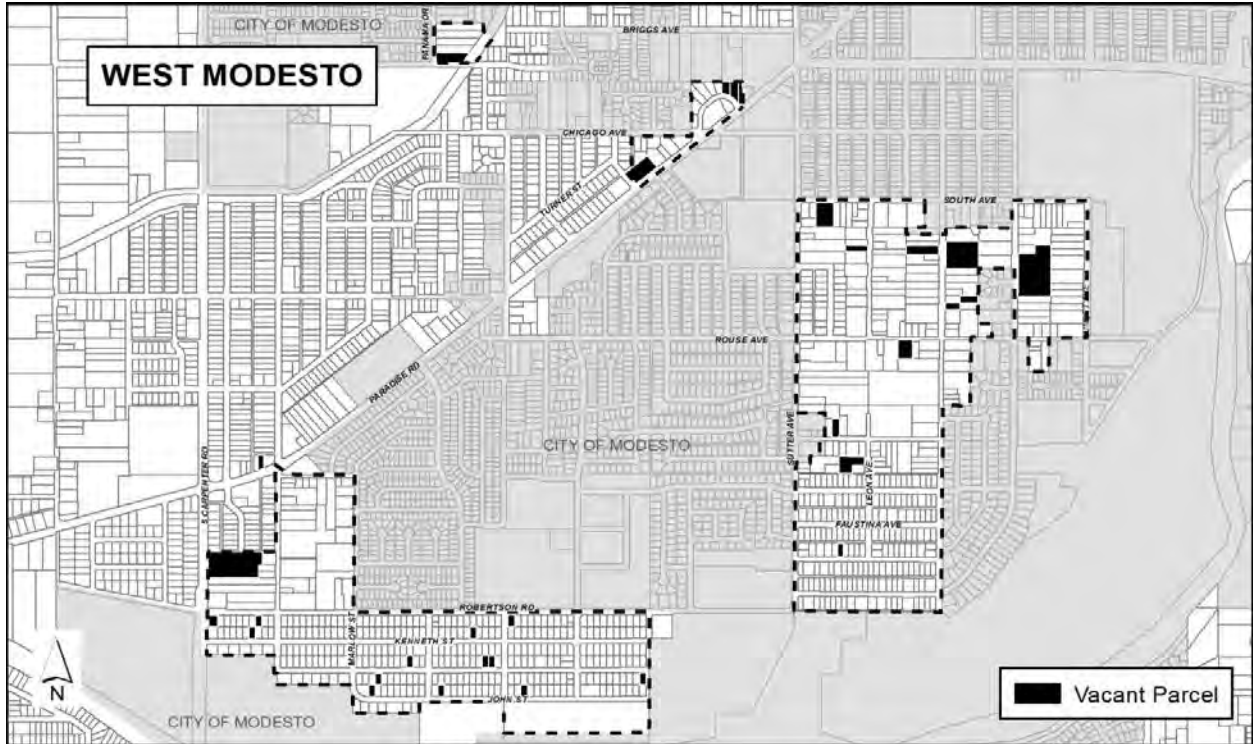 CITY OF MODESTO
PANAMA DR
BRIGGS AVE
WEST MODESTO
CHICAGO AVE
TURNER ST
SOUTH AVE
ROUSE AVE
PARADISE RD
CITY OF MODESTO
SUTTER AVE
S CARPENTER RD
LEON AVE
FAUSTINA AVE
ROBERTSON RD
MARLOW ST
KENNETH ST
JOHN ST
N
Vacant Parcel
CITY OF MODESTO